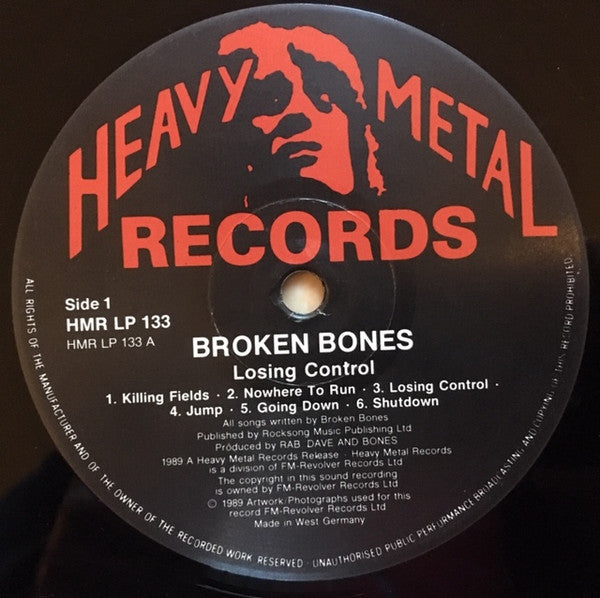 HEAVY METAL
RECORDS
Side 1
HMR LP 133
HMR LP 133 A
BROKEN BONES
Losing Control
1. Killing Fields · 2. Nowhere To Run · 3. Losing Control ·
4. Jump · 5. Going Down · 6. Shutdown
All songs written by Broken Bones
Published by Rocksong Music Publishing Ltd
Produced by RAB, DAVE AND BONES
1989 A Heavy Metal Records Release · Heavy Metal Records
is a division of FM-Revolver Records Ltd
The copyright in this sound recording
is owned by FM-Revolver Records Ltd
© 1989 Artwork/Photographs used for this
record FM-Revolver Records Ltd
Made in West Germany
ALL RIGHTS OF THE MANUFACTURER AND OF THE OWNER OF THE RECORDED WORK RESERVED · UNAUTHORISED PUBLIC PERFORMANCE BROADCASTING AND COPYING OF THIS RECORD PROHIBITED